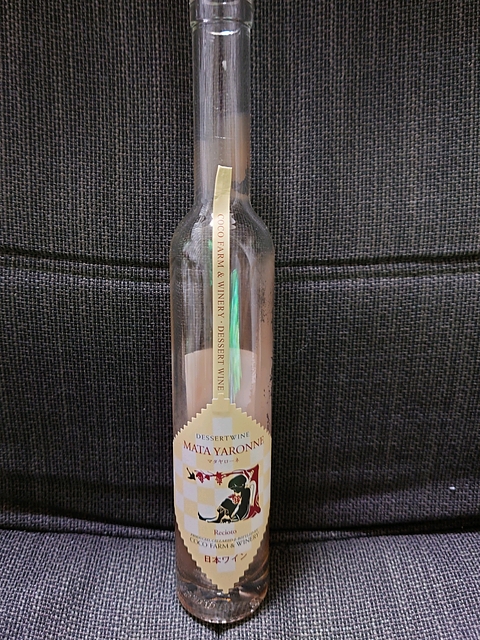 COCO FARM & WINERY · DESSERT WINE
DESSERTWINE
MATA YARONNE
マタヤローネ
Recioto
COCO FARM & WINERY
日本ワイン